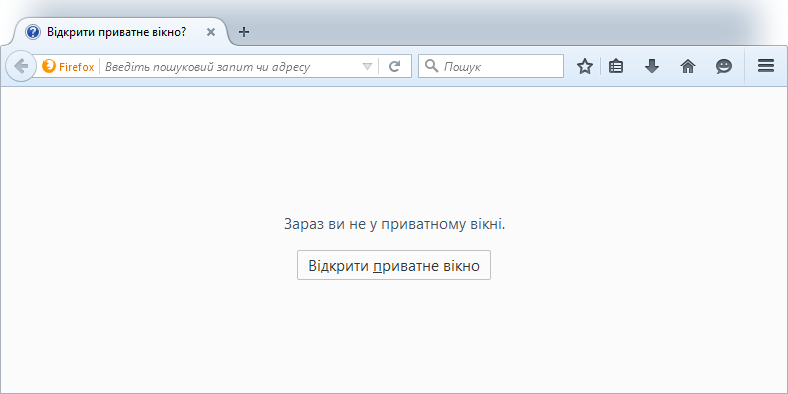 Відкрити приватне вікно?
Firefox
Введіть пошуковий запит чи адресу
Пошук
Зараз ви не у приватному вікні.
Відкрити приватне вікно